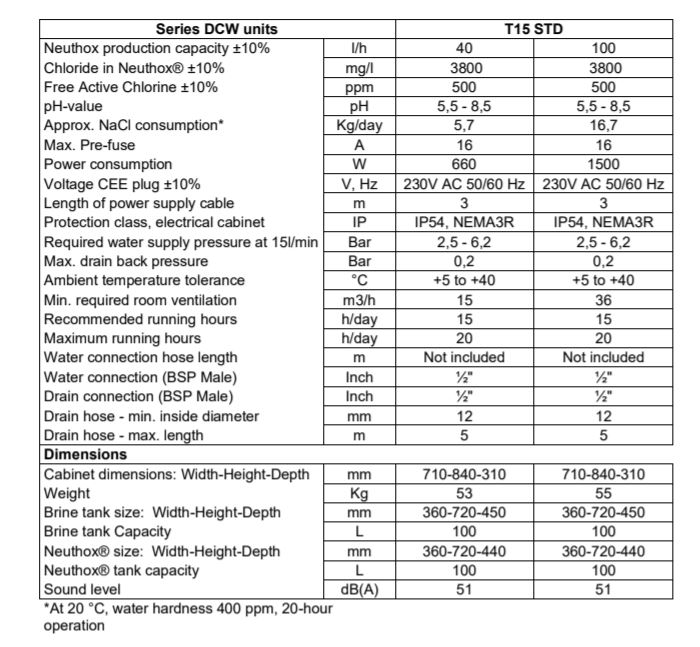 Series DCW units T15 STD
Neuthox production capacity ±10% l/h 40 100
Chloride in Neuthox® ±10% mg/l 3800 3800
Free Active Chlorine ±10% ppm 500 500
pH-value pH 5,5 - 8,5 5,5 - 8,5
Approx. NaCl consumption* Kg/day 5,7 16,7
Max. Pre-fuse A 16 16
Power consumption W 660 1500
Voltage CEE plug ±10% V, Hz 230V AC 50/60 Hz 230V AC 50/60 Hz
Length of power supply cable m 3 3
Protection class, electrical cabinet IP IP54, NEMA3R IP54, NEMA3R
Required water supply pressure at 15l/min Bar 2,5 - 6,2 2,5 - 6,2
Max. drain back pressure Bar 0,2 0,2
Ambient temperature tolerance °C +5 to +40 +5 to +40
Min. required room ventilation m3/h 15 36
Recommended running hours h/day 15 15
Maximum running hours h/day 20 20
Water connection hose length m Not included Not included
Water connection (BSP Male) Inch ½" ½"
Drain connection (BSP Male) Inch ½" ½"
Drain hose - min. inside diameter mm 12 12
Drain hose - max. length m 5 5
Dimensions
Cabinet dimensions: Width-Height-Depth mm 710-840-310 710-840-310
Weight Kg 53 55
Brine tank size: Width-Height-Depth mm 360-720-450 360-720-450
Brine tank Capacity L 100 100
Neuthox® size: Width-Height-Depth mm 360-720-440 360-720-440
Neuthox® tank capacity L 100 100
Sound level dB(A) 51 51
*At 20 °C, water hardness 400 ppm, 20-hour
operation